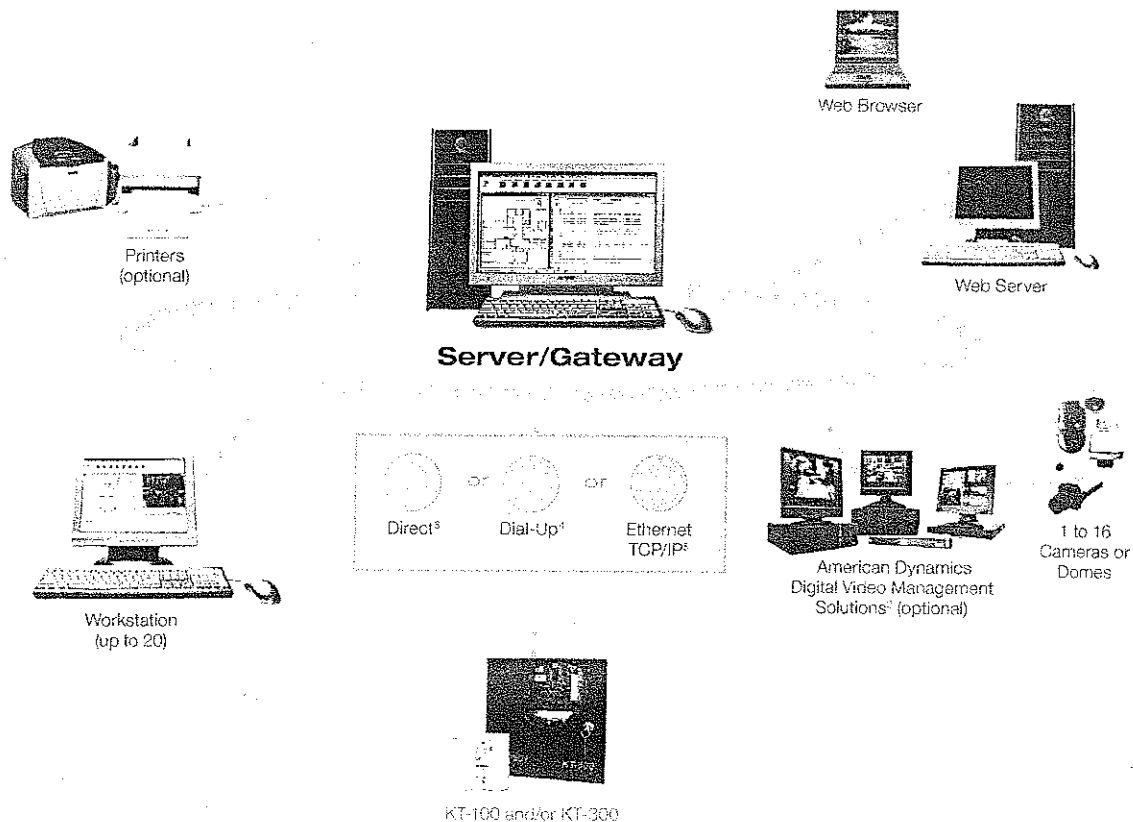 Web Browser
Printers
(optional)
Web Server
Server/Gateway
Direct³ or Dial-Up⁴ or Ethernet
TCP/IP⁵
1 to 16
Cameras or
Domes
American Dynamics
Digital Video Management
Solutions² (optional)
Workstation
(up to 20)
KT-100 and/or KT-300